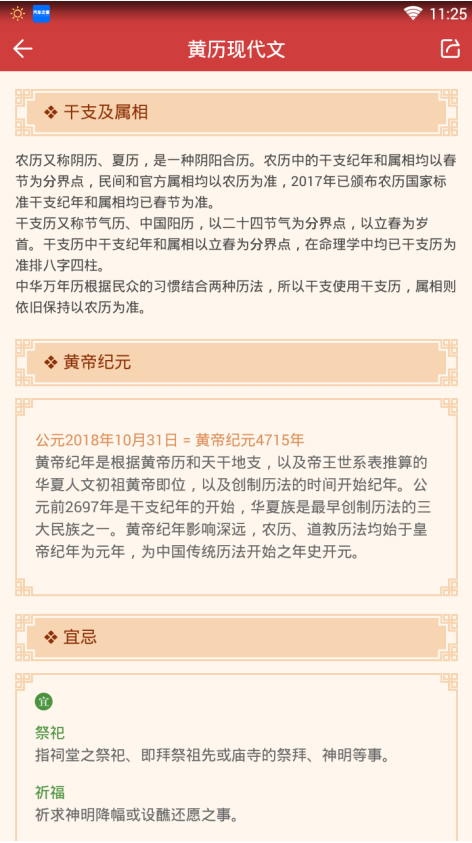 汽车之家
11:25
黄历现代文
干支及属相
农历又称阴历、夏历，是一种阴阳合历。农历中的干支纪年和属相均以春
节为分界点，民间和官方属相均以农历为准，2017年已颁布农历国家标
准干支纪年和属相均已春节为准。
干支历又称节气历、中国阳历，以二十四节气为分界点，以立春为岁
首。干支历中干支纪年和属相以立春为分界点，在命理学中均已干支历为
准排八字四柱。
中华万年历根据民众的习惯结合两种历法，所以干支使用干支历，属相则
依旧保持以农历为准。
黄帝纪元
公元2018年10月31日 = 黄帝纪元4715年
黄帝纪年是根据黄帝历和天干地支，以及帝王世系表推算的
华夏人文初祖黄帝即位，以及创制历法的时间开始纪年。公
元前2697年是干支纪年的开始，华夏族是最早创制历法的三
大民族之一。黄帝纪年影响深远，农历、道教历法均始于皇
帝纪年为元年，为中国传统历法开始之年史开元。
宜忌
宜
祭祀
指祠堂之祭祀、即拜祭祖先或庙寺的祭拜、神明等事。
祈福
祈求神明降幅或设醮还愿之事。